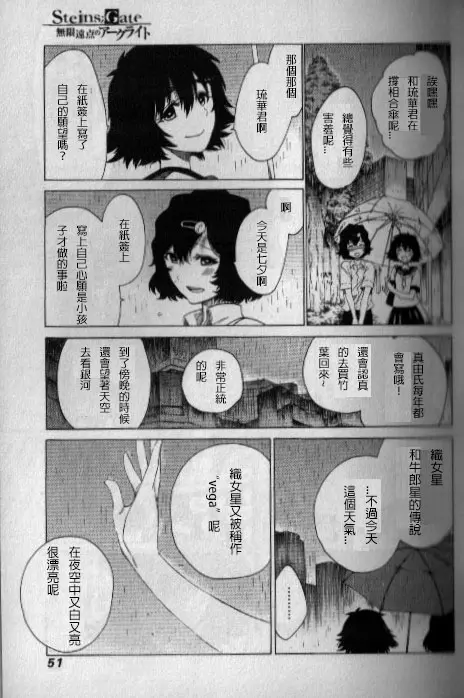 Steins;Gate
無限遠点のアークライト
誒嘿嘿
和琉華君在
撐相合傘呢…
總覺得有些
害羞呢…
那個那個
琉華君啊
在紙簽上寫了
自己的願望嗎？
啊
今天是七夕啊
在紙簽上
寫上自己心願是小孩
子才做的事啦
真由氏每年都
會寫哦！
還會認真
的去買竹
葉回來~
非常正統
的呢
到了傍晚的時候
還會望著天空
去看銀河
織女星
和牛郎星的傳說
…不過今天
這個天氣…
………
織女星又被稱作
“vega”呢
在夜空中又白又亮
很漂亮呢
51